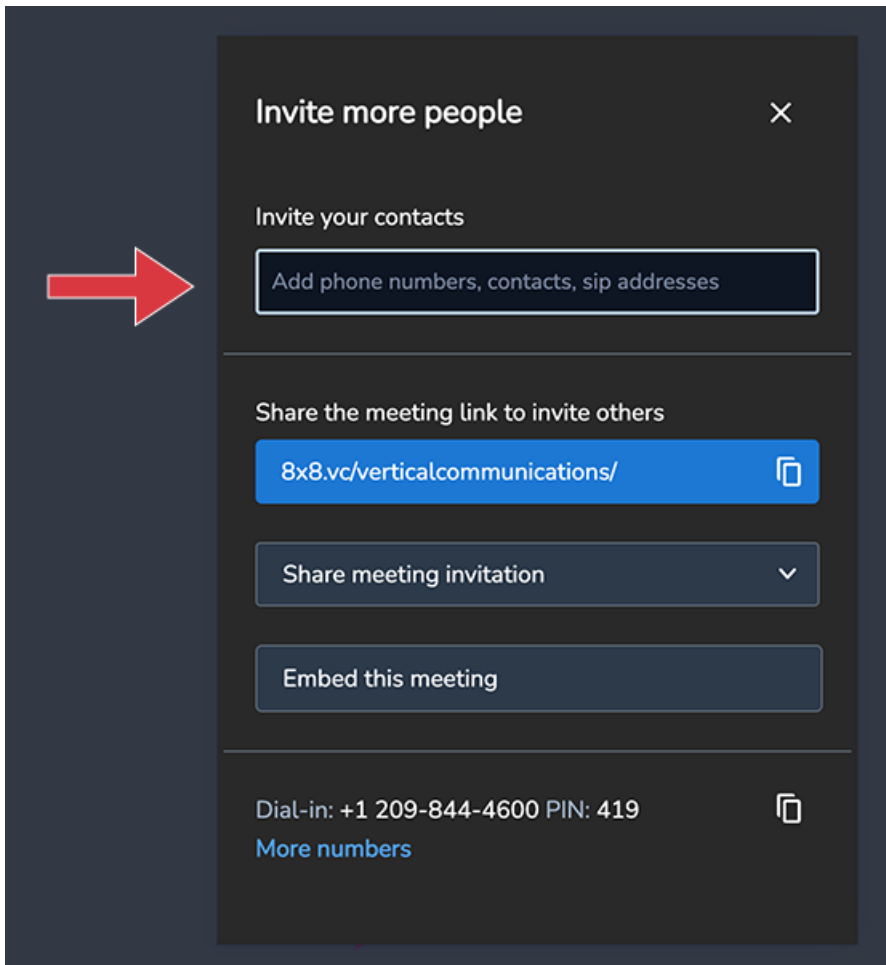 Invite more people
Invite your contacts
Add phone numbers, contacts, sip addresses
Share the meeting link to invite others
8x8.vc/verticalcommunications/
Share meeting invitation
Embed this meeting
Dial-in: +1 209-844-4600 PIN: 419
More numbers